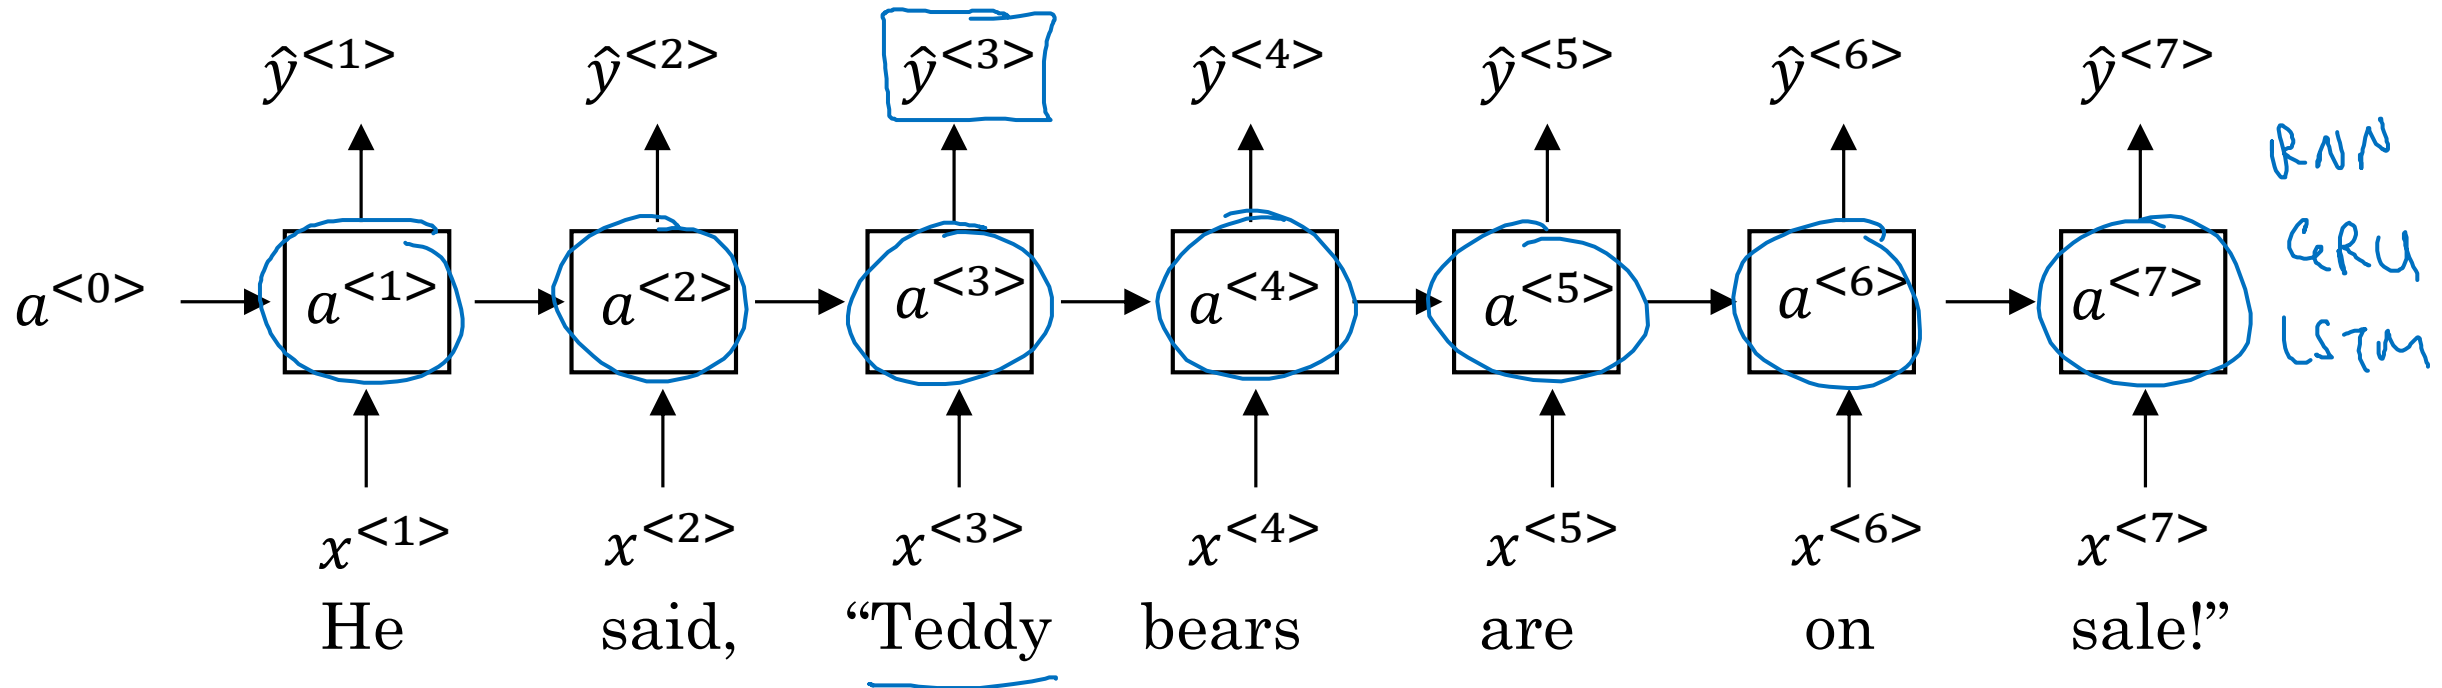 ŷ<1> ŷ<2> ŷ<3> ŷ<4> ŷ<5> ŷ<6> ŷ<7>
RNN
GRU
LSTM
a<0> a<1> a<2> a<3> a<4> a<5> a<6> a<7>
x<1> x<2> x<3> x<4> x<5> x<6> x<7>
He said, “Teddy bears are on sale!”